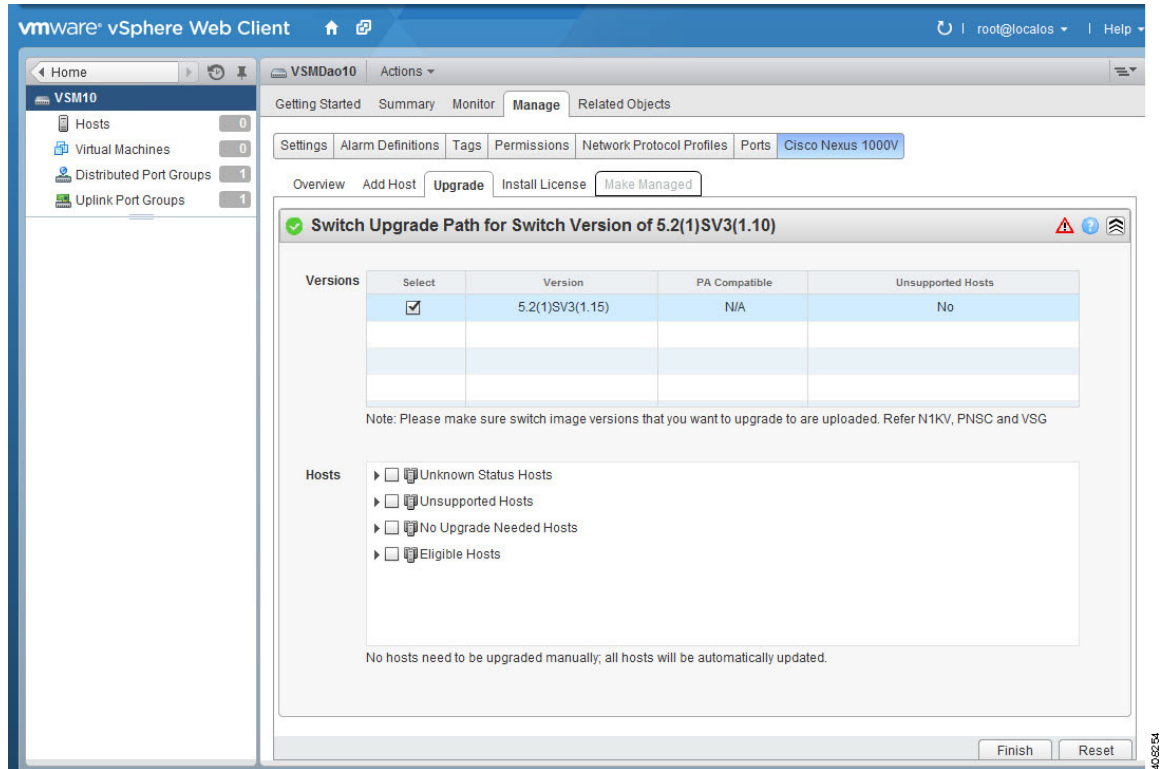 vmware® vSphere Web Client
root@localos
Help
Home
VSM10
Hosts 0
Virtual Machines 0
Distributed Port Groups 1
Uplink Port Groups 1
VSMDao10 Actions
Getting Started Summary Monitor Manage Related Objects
Settings Alarm Definitions Tags Permissions Network Protocol Profiles Ports Cisco Nexus 1000V
Overview Add Host Upgrade Install License Make Managed
Switch Upgrade Path for Switch Version of 5.2(1)SV3(1.10)
Versions
Select Version PA Compatible Unsupported Hosts
5.2(1)SV3(1.15) N/A No
Note: Please make sure switch image versions that you want to upgrade to are uploaded. Refer N1KV, PNSC and VSG
Hosts
Unknown Status Hosts
Unsupported Hosts
No Upgrade Needed Hosts
Eligible Hosts
No hosts need to be upgraded manually; all hosts will be automatically updated.
Finish Reset
408254